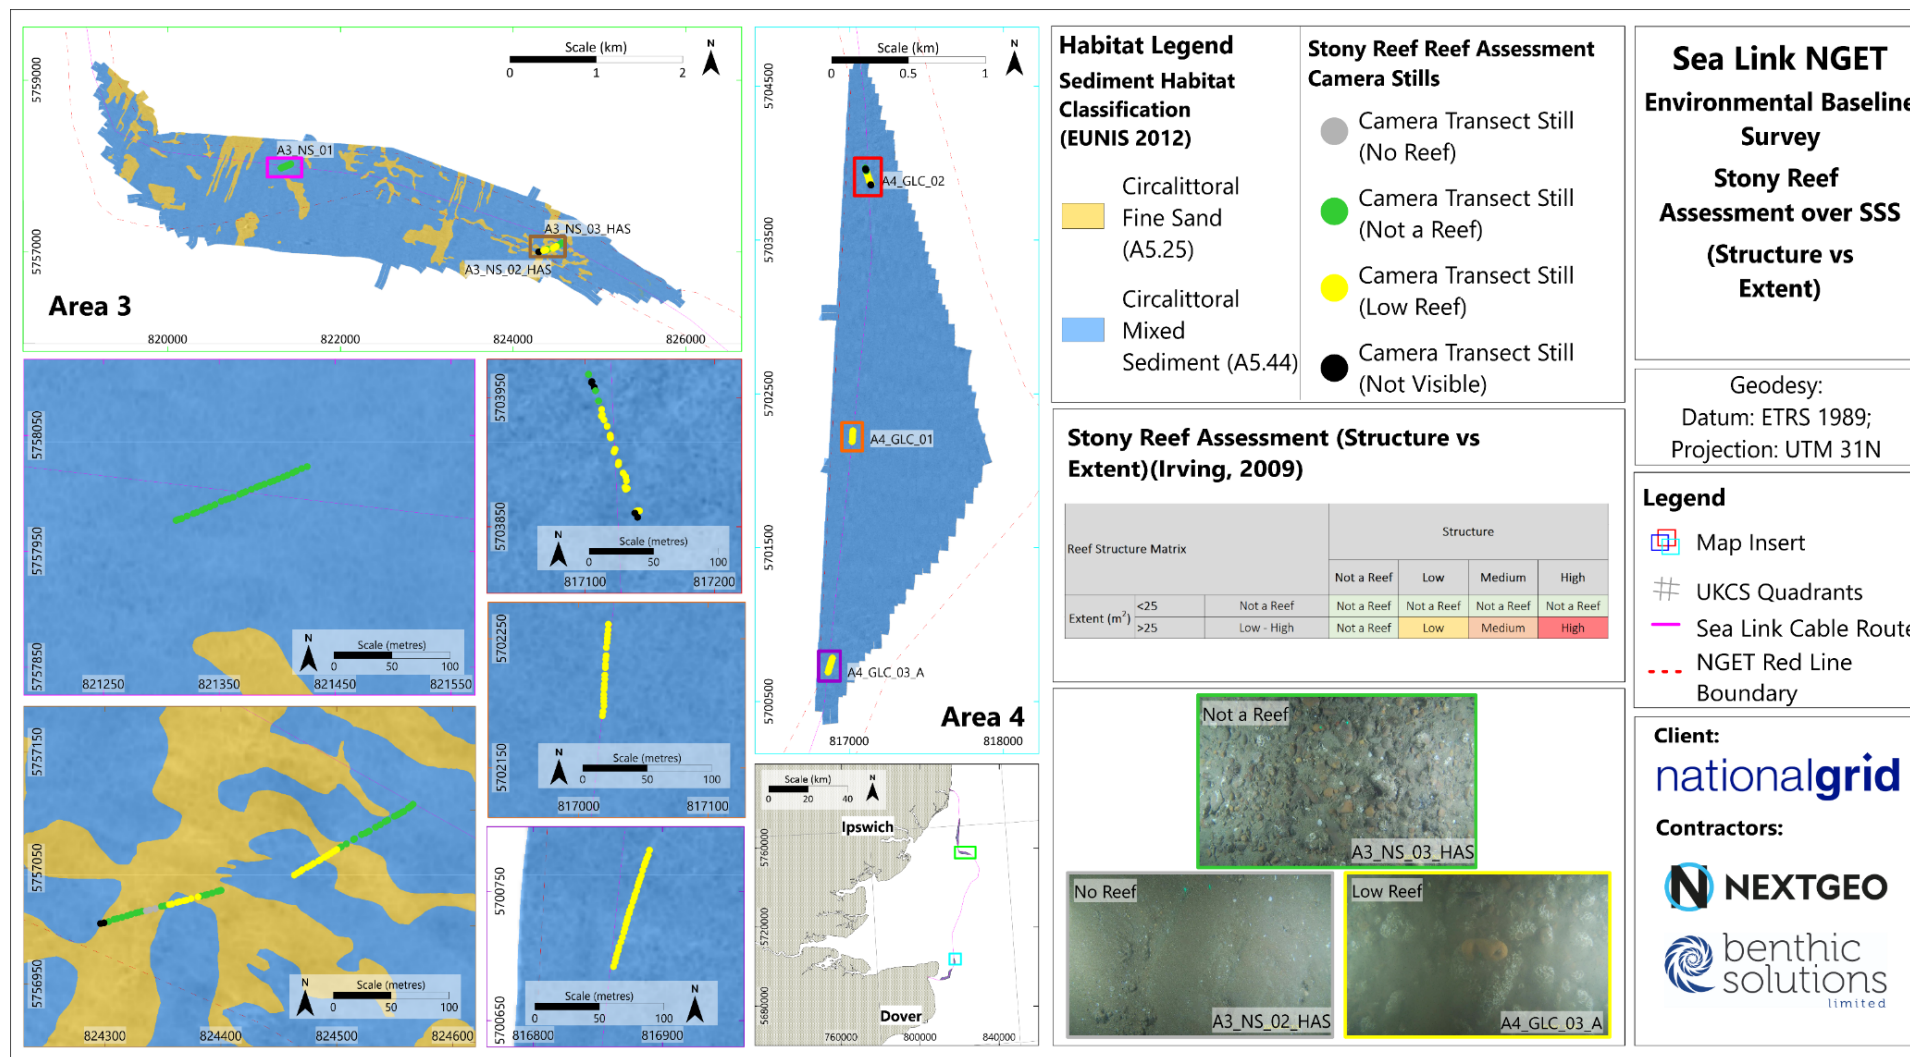 Scale (km)
0 1 2
N
5759000
5757000
A3_NS_01
A3_NS_03_HAS
A3_NS_02_HAS
Area 3
820000 822000 824000 826000
5758050
5757950
5757850
N
Scale (metres)
0 50 100
821250 821350 821450 821550
5757150
5757050
5756950
N
Scale (metres)
0 50 100
824300 824400 824500 824600
5703950
5703850
N
Scale (metres)
0 50 100
817100 817200
5702250
5702150
N
Scale (metres)
0 50 100
817000 817100
5700750
5700650
Scale (metres)
0 60 100
N
816800 816900
Scale (km)
0 0.5 1
N
5704500
5703500
5702500
5701500
5700500
A4_GLC_02
A4_GLC_01
A4_GLC_03_A
Area 4
817000 818000
Scale (km)
0 20 40
N
Ipswich
Dover
5760000
5720000
5680000
760000 800000 840000
Habitat Legend
Sediment Habitat
Classification
(EUNIS 2012)
Circalittoral
Fine Sand
(A5.25)
Circalittoral
Mixed
Sediment (A5.44)
Stony Reef Reef Assessment
Camera Stills
Camera Transect Still
(No Reef)
Camera Transect Still
(Not a Reef)
Camera Transect Still
(Low Reef)
Camera Transect Still
(Not Visible)
Stony Reef Assessment (Structure vs
Extent)(Irving, 2009)
Reef Structure Matrix
Structure
Not a Reef Low Medium High
Extent (m²)
<25 Not a Reef Not a Reef Not a Reef Not a Reef Not a Reef
>25 Low - High Not a Reef Low Medium High
Not a Reef
A3_NS_03_HAS
No Reef
A3_NS_02_HAS
Low Reef
A4_GLC_03_A
Sea Link NGET
Environmental Baseline
Survey
Stony Reef
Assessment over SSS
(Structure vs
Extent)
Geodesy:
Datum: ETRS 1989;
Projection: UTM 31N
Legend
Map Insert
UKCS Quadrants
Sea Link Cable Route
NGET Red Line
Boundary
Client:
nationalgrid
Contractors:
N NEXTGEO
benthic
solutions
limited